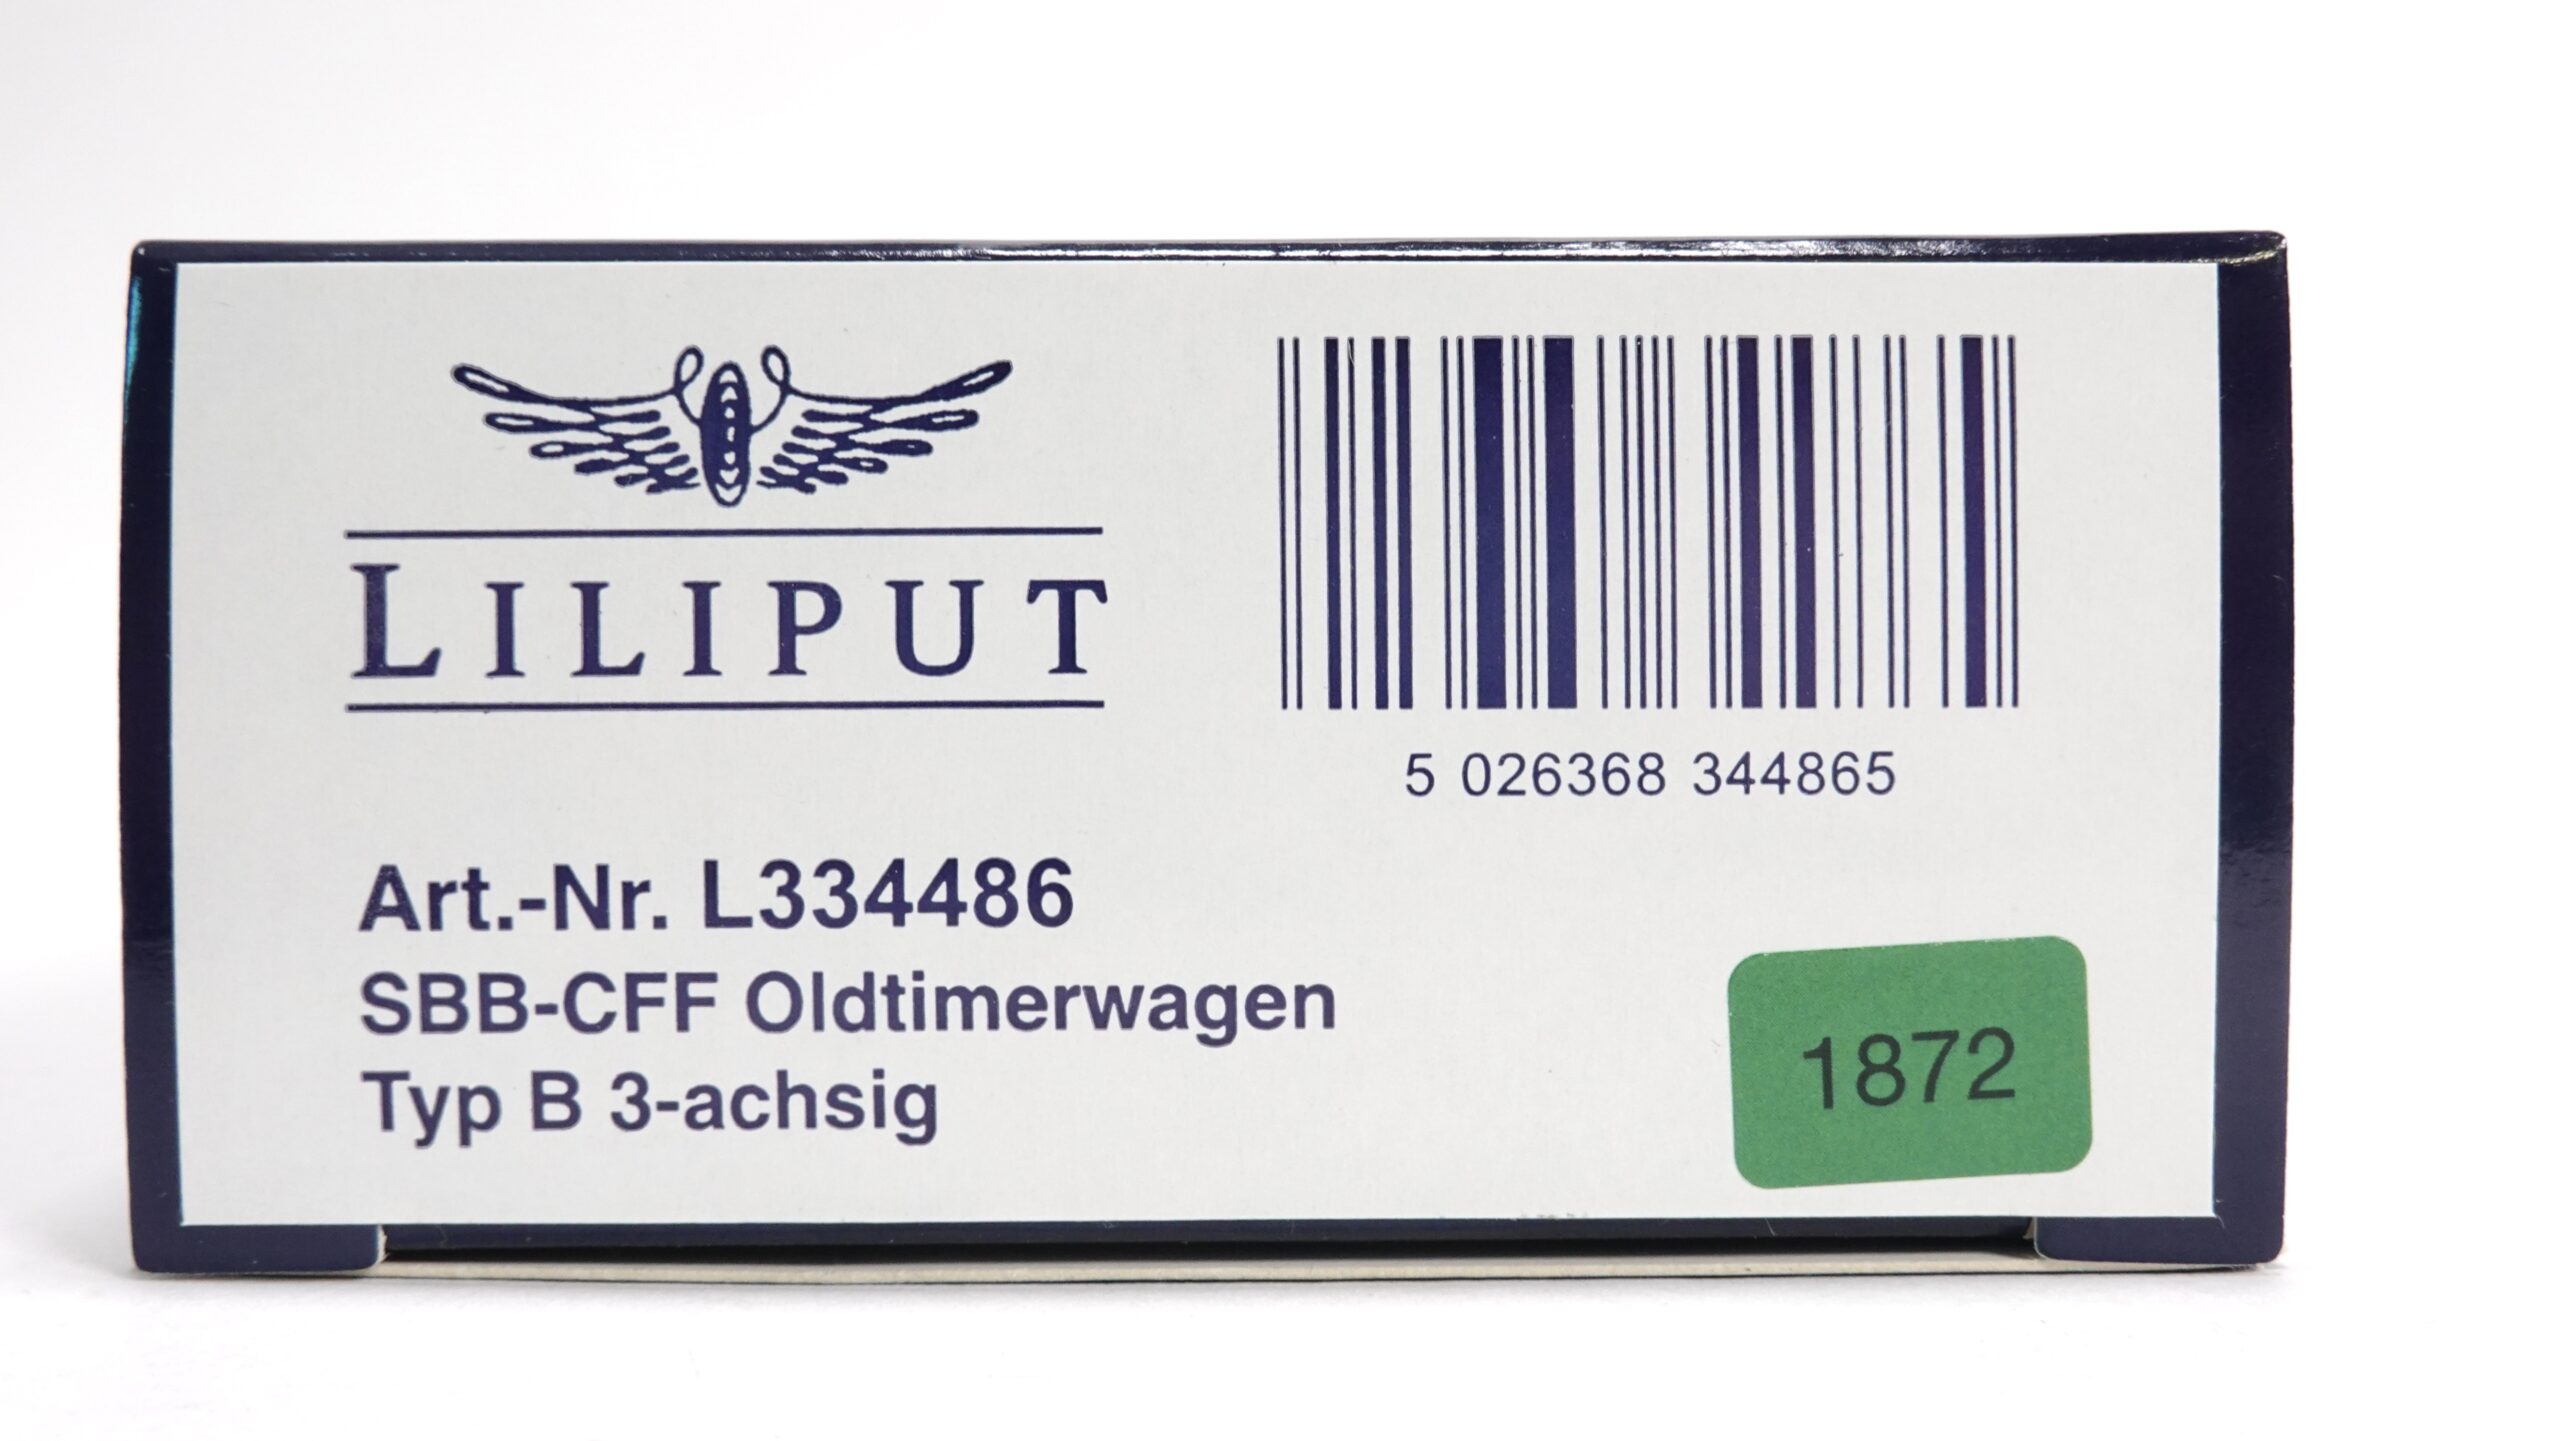 LILIPUT
5 026368 344865
Art.-Nr. L334486
SBB-CFF Oldtimerwagen
Typ B 3-achsig
1872